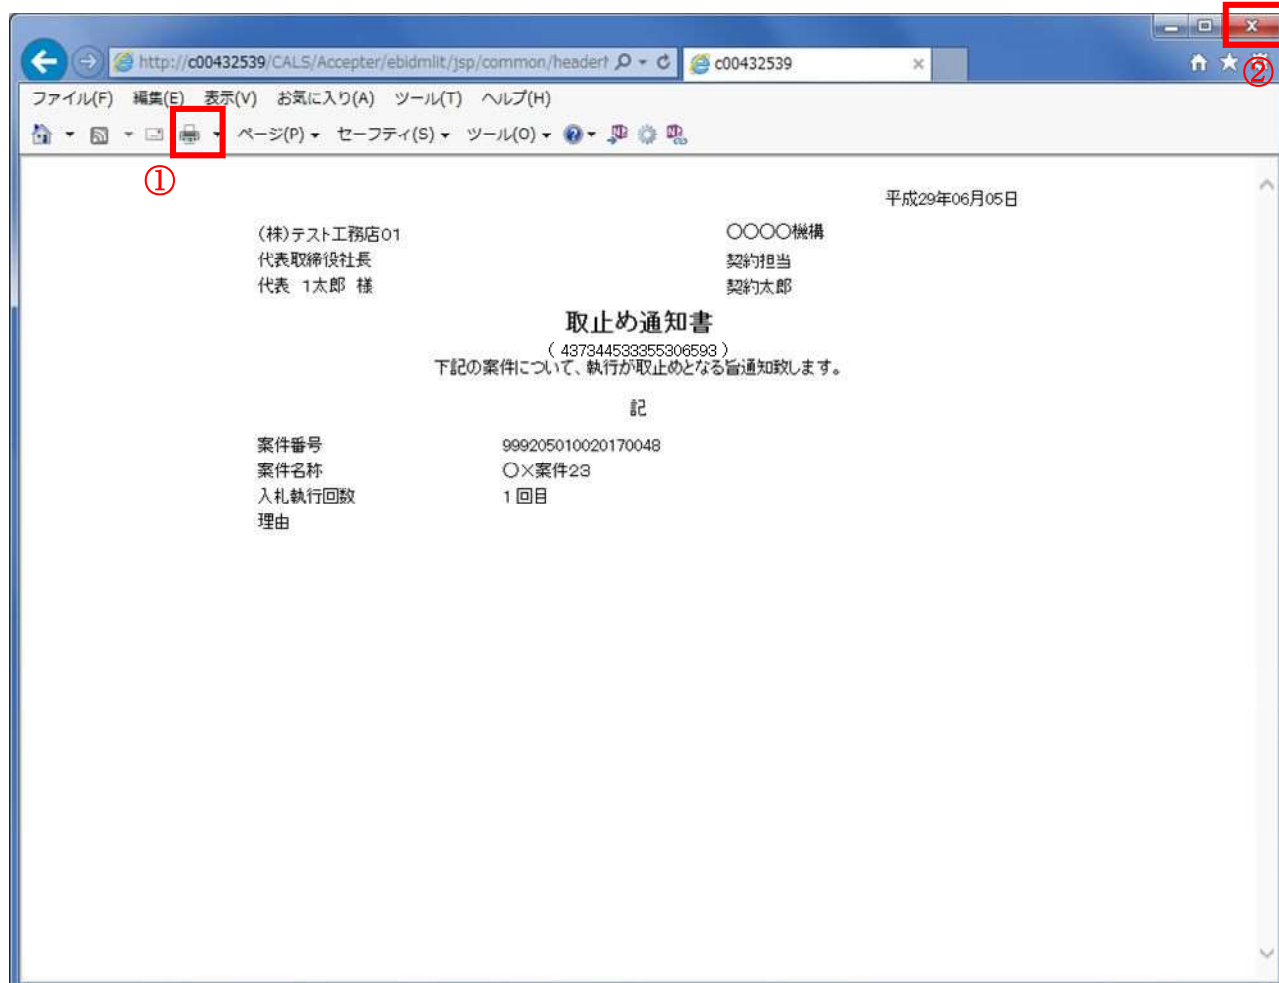 ②
http://c00432539/CALS/Accepter/ebidmlit/jsp/common/header
c00432539
ファイル(F) 編集(E) 表示(V) お気に入り(A) ツール(T) ヘルプ(H)
ページ(P) セーフティ(S) ツール(O)
①
平成29年06月05日
(株)テスト工務店01
〇〇〇〇機構
代表取締役社長
契約担当
代表 1太郎 様
契約太郎
取止め通知書
( 437344533355306593 )
下記の案件について、執行が取止めとなる旨通知致します。
記
案件番号 999205010020170048
案件名称 〇×案件23
入札執行回数 1回目
理由